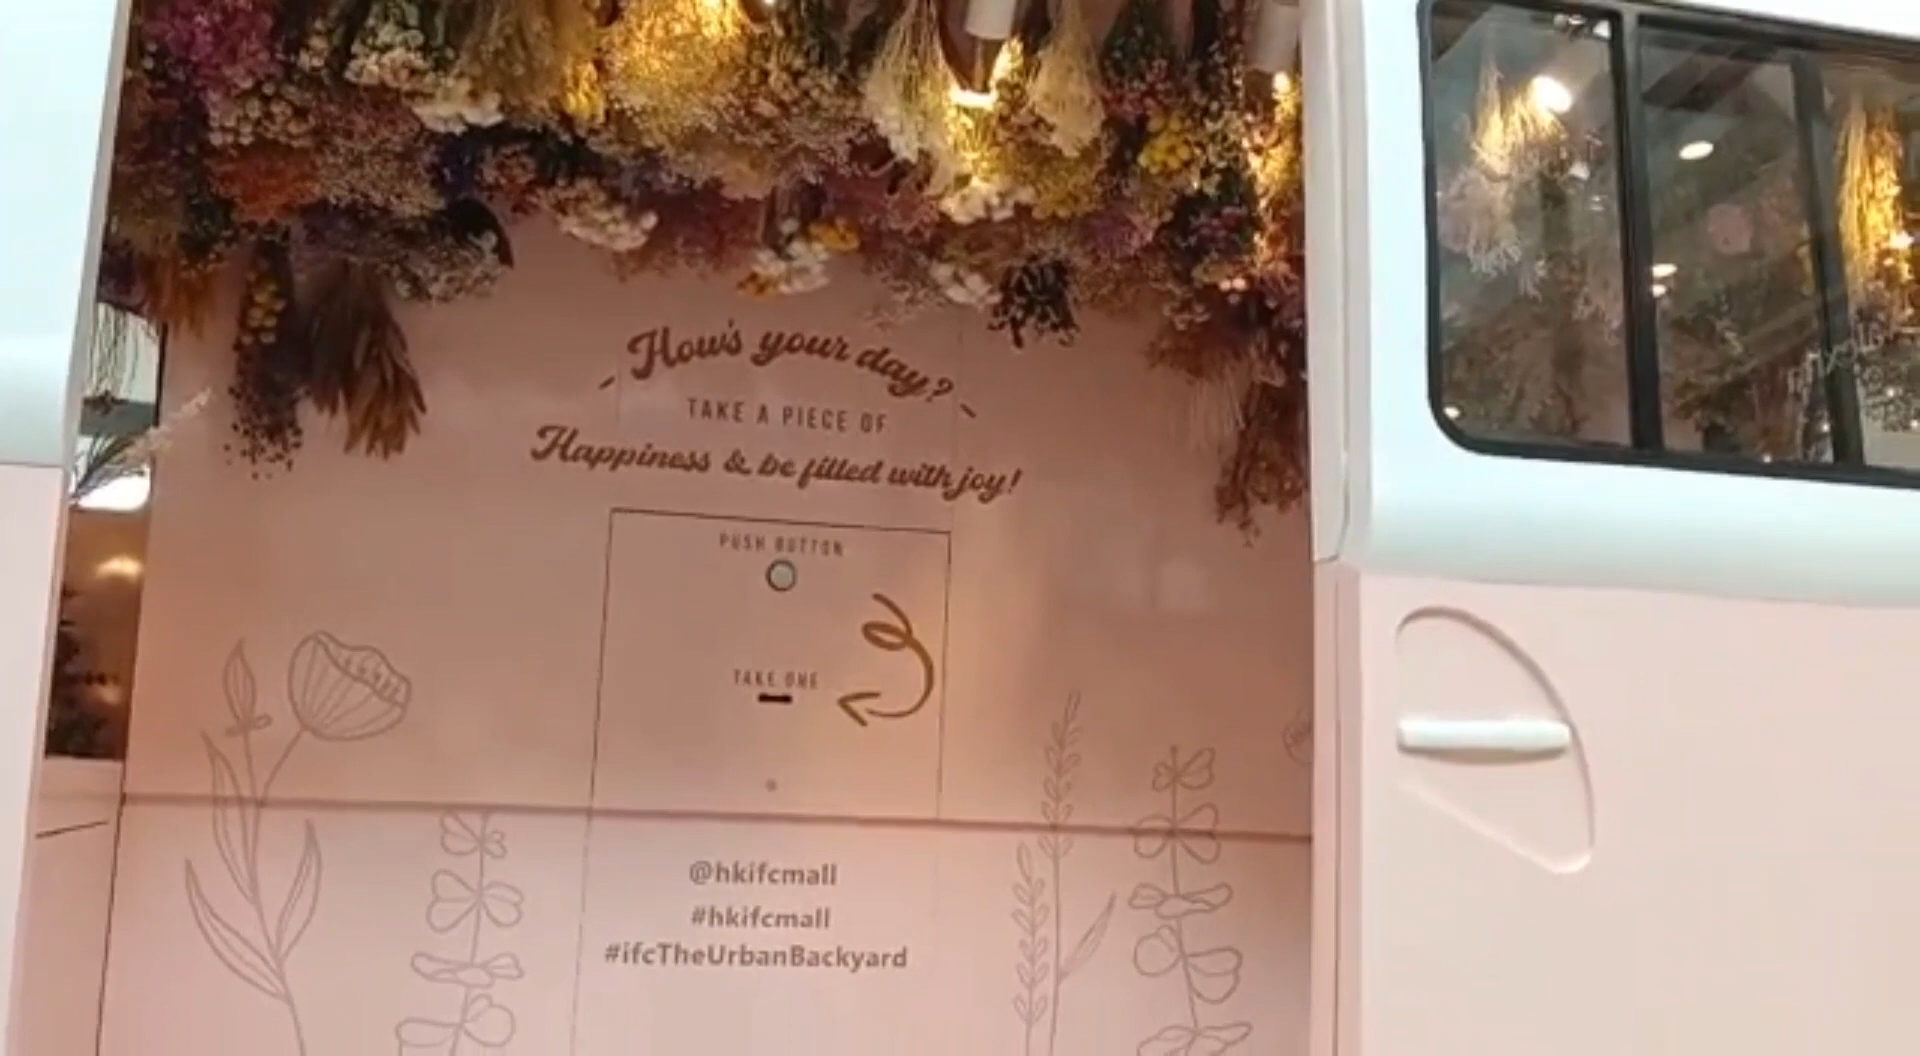 How's your day?
TAKE A PIECE OF
Happiness & be filled with joy!
PUSH BUTTON
TAKE ONE
@hkifcmall
#hkifcmall
#ifcTheUrbanBackyard